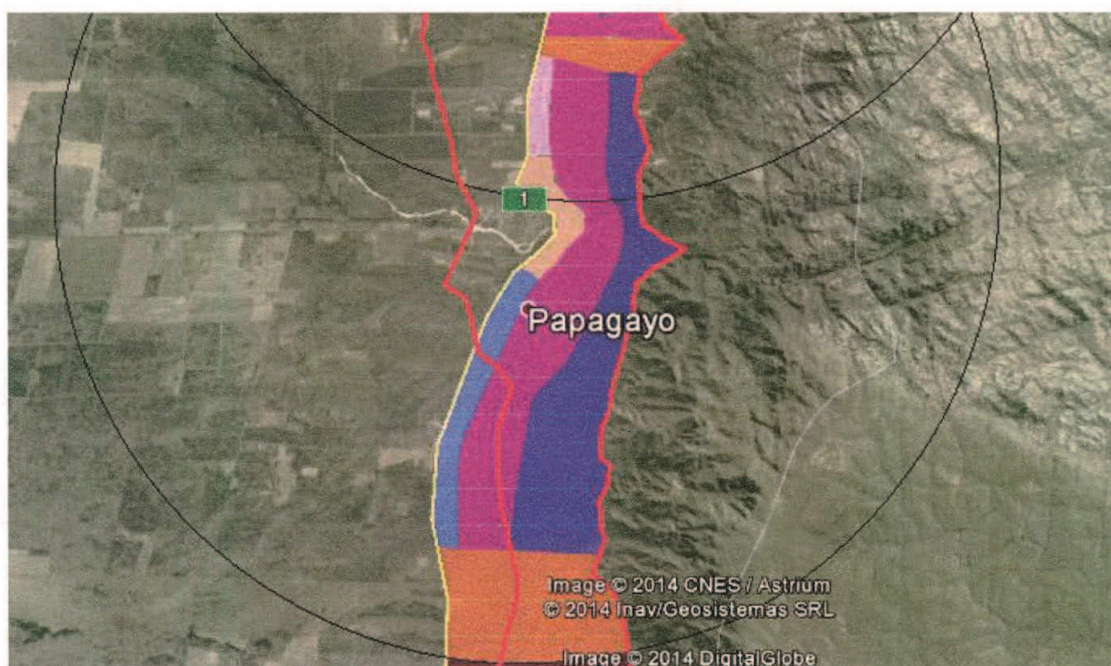 1
Papagayo
Image © 2014 CNES / Astrium
© 2014 Inav/Geosistemas SRL
Image © 2014 DigitalGlobe